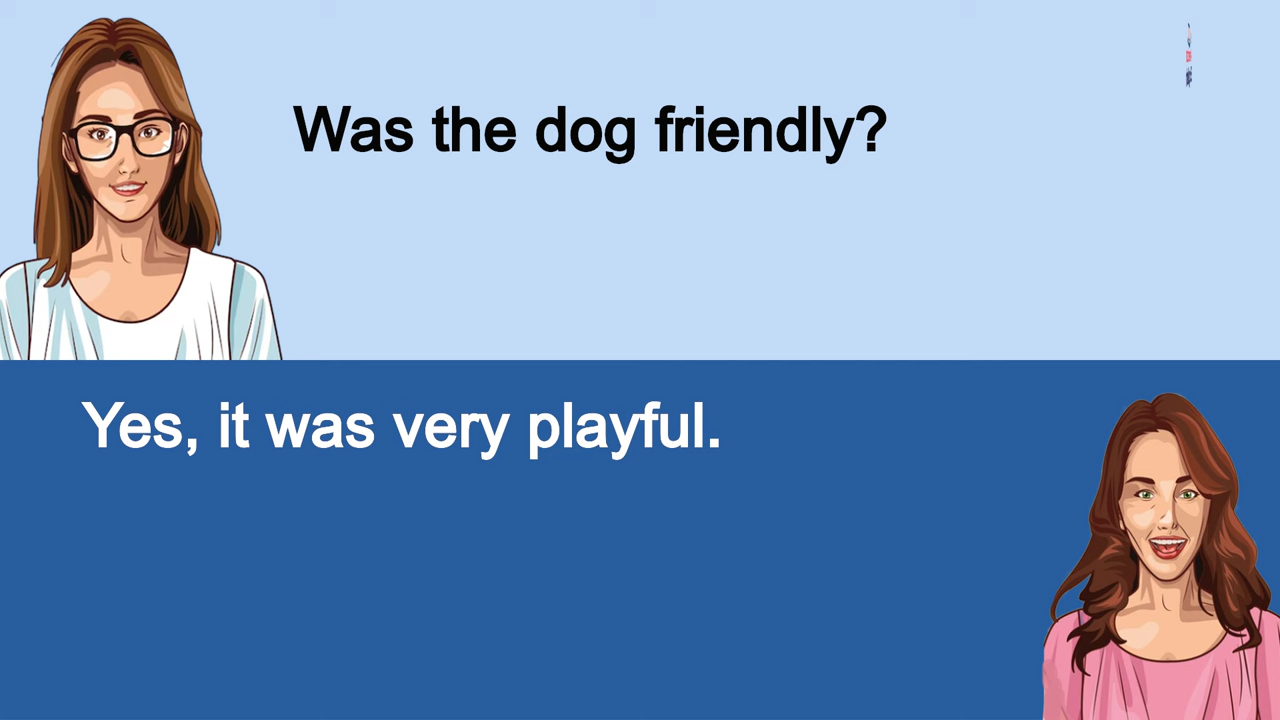 Was the dog friendly?
Yes, it was very playful.